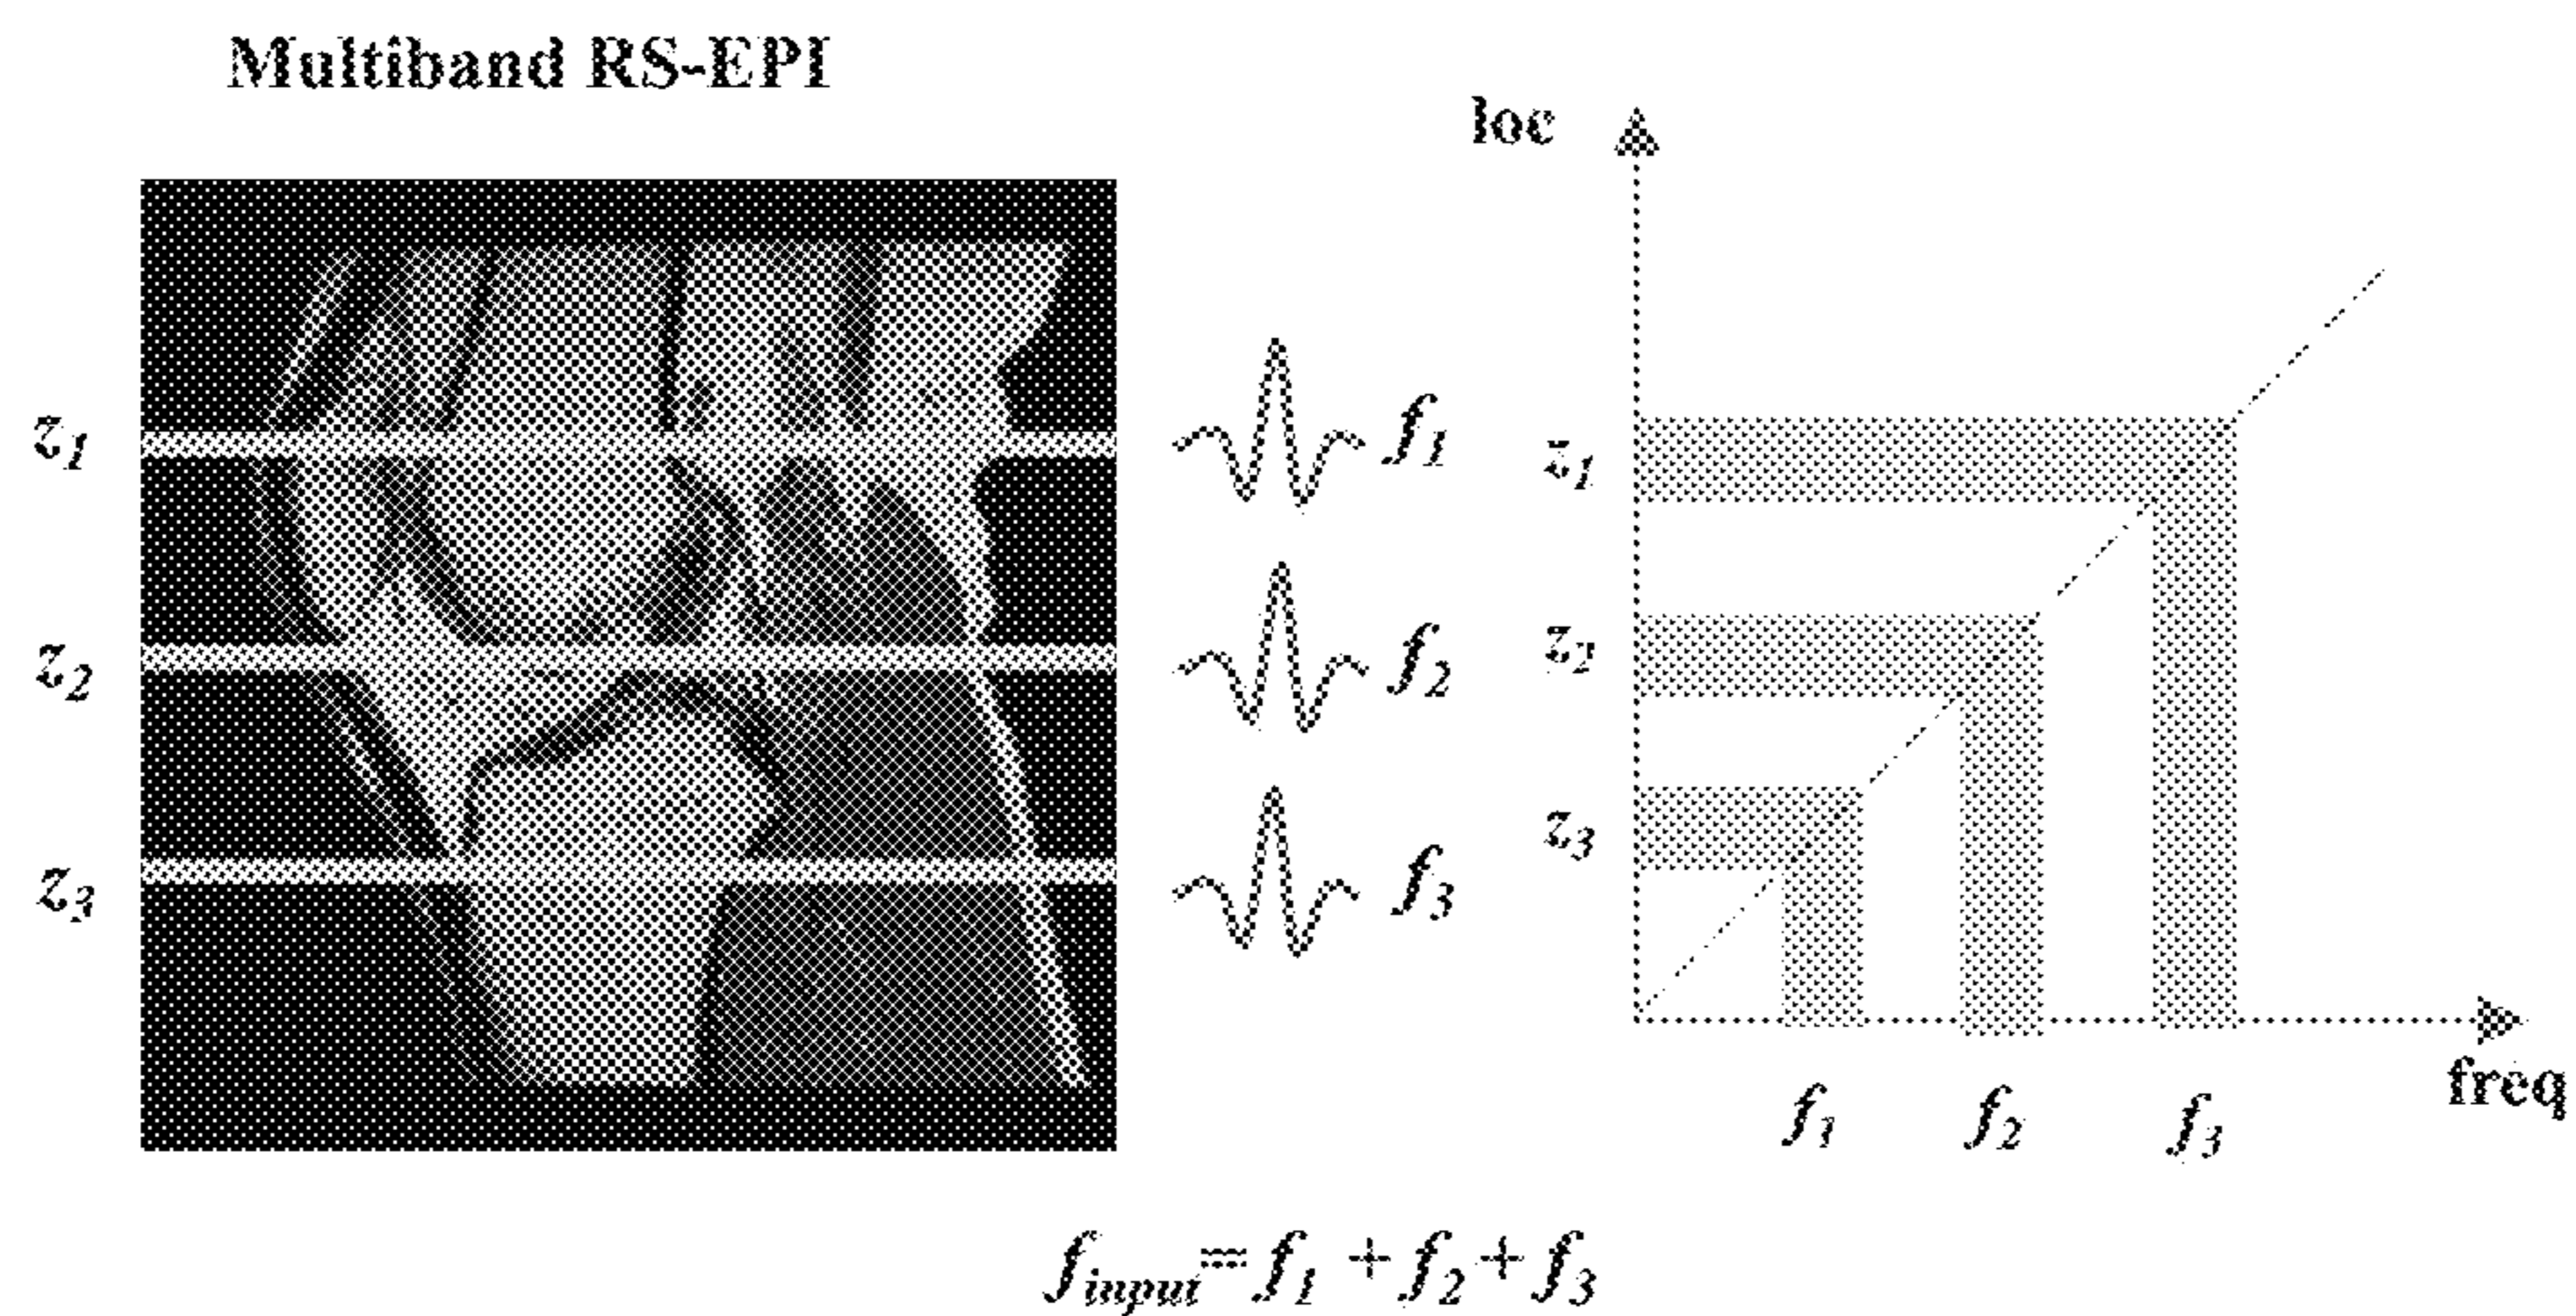 Multiband RS-EPI
z1
z2
z3
f1
f2
f3
loc
z1
z2
z3
f1
f2
f3
freq
finput=f1+f2+f3